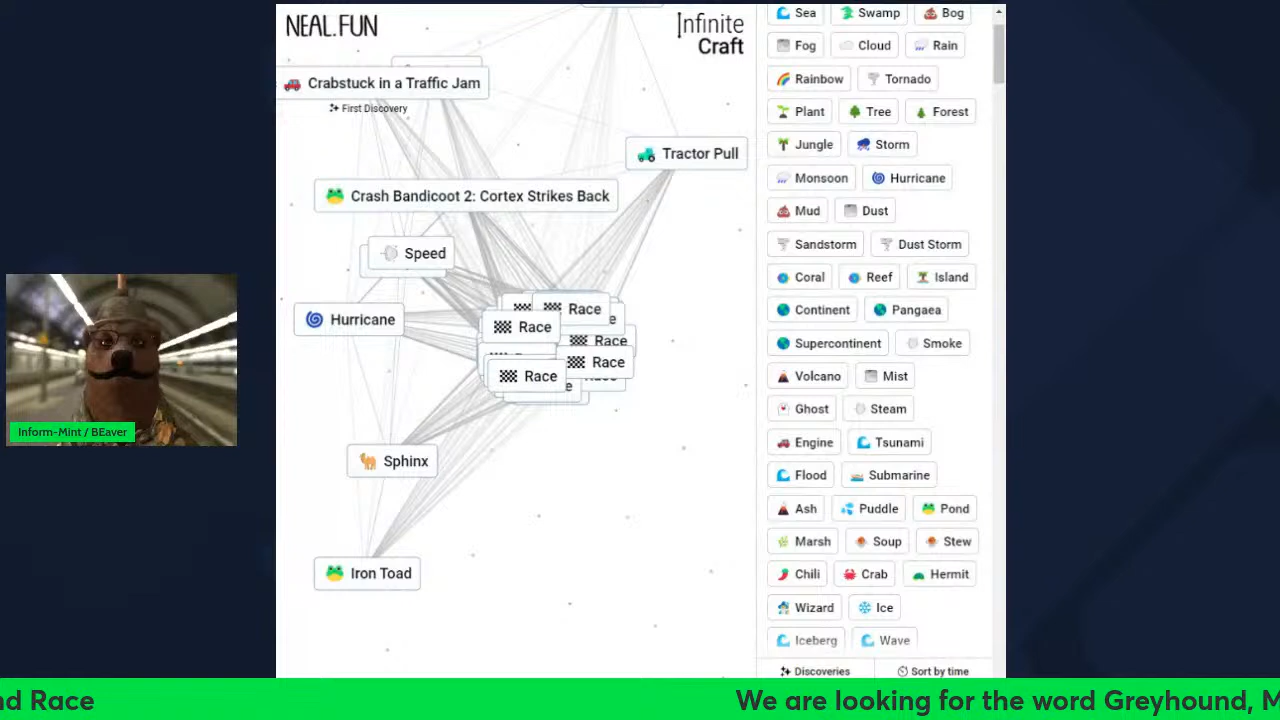 NEAL.FUN
Infinite
Craft
Crabstuck in a Traffic Jam
First Discovery
Tractor Pull
Crash Bandicoot 2: Cortex Strikes Back
Speed
Hurricane
Race
Race
Race
Race
Race
Sphinx
Iron Toad
Sea Swamp Bog
Fog Cloud Rain
Rainbow Tornado
Plant Tree Forest
Jungle Storm
Monsoon Hurricane
Mud Dust
Sandstorm Dust Storm
Coral Reef Island
Continent Pangaea
Supercontinent Smoke
Volcano Mist
Ghost Steam
Engine Tsunami
Flood Submarine
Ash Puddle Pond
Marsh Soup Stew
Chili Crab Hermit
Wizard Ice
Iceberg Wave
Discoveries Sort by time
Inform-Mint / BEaver
nd Race We are looking for the word Greyhound, M